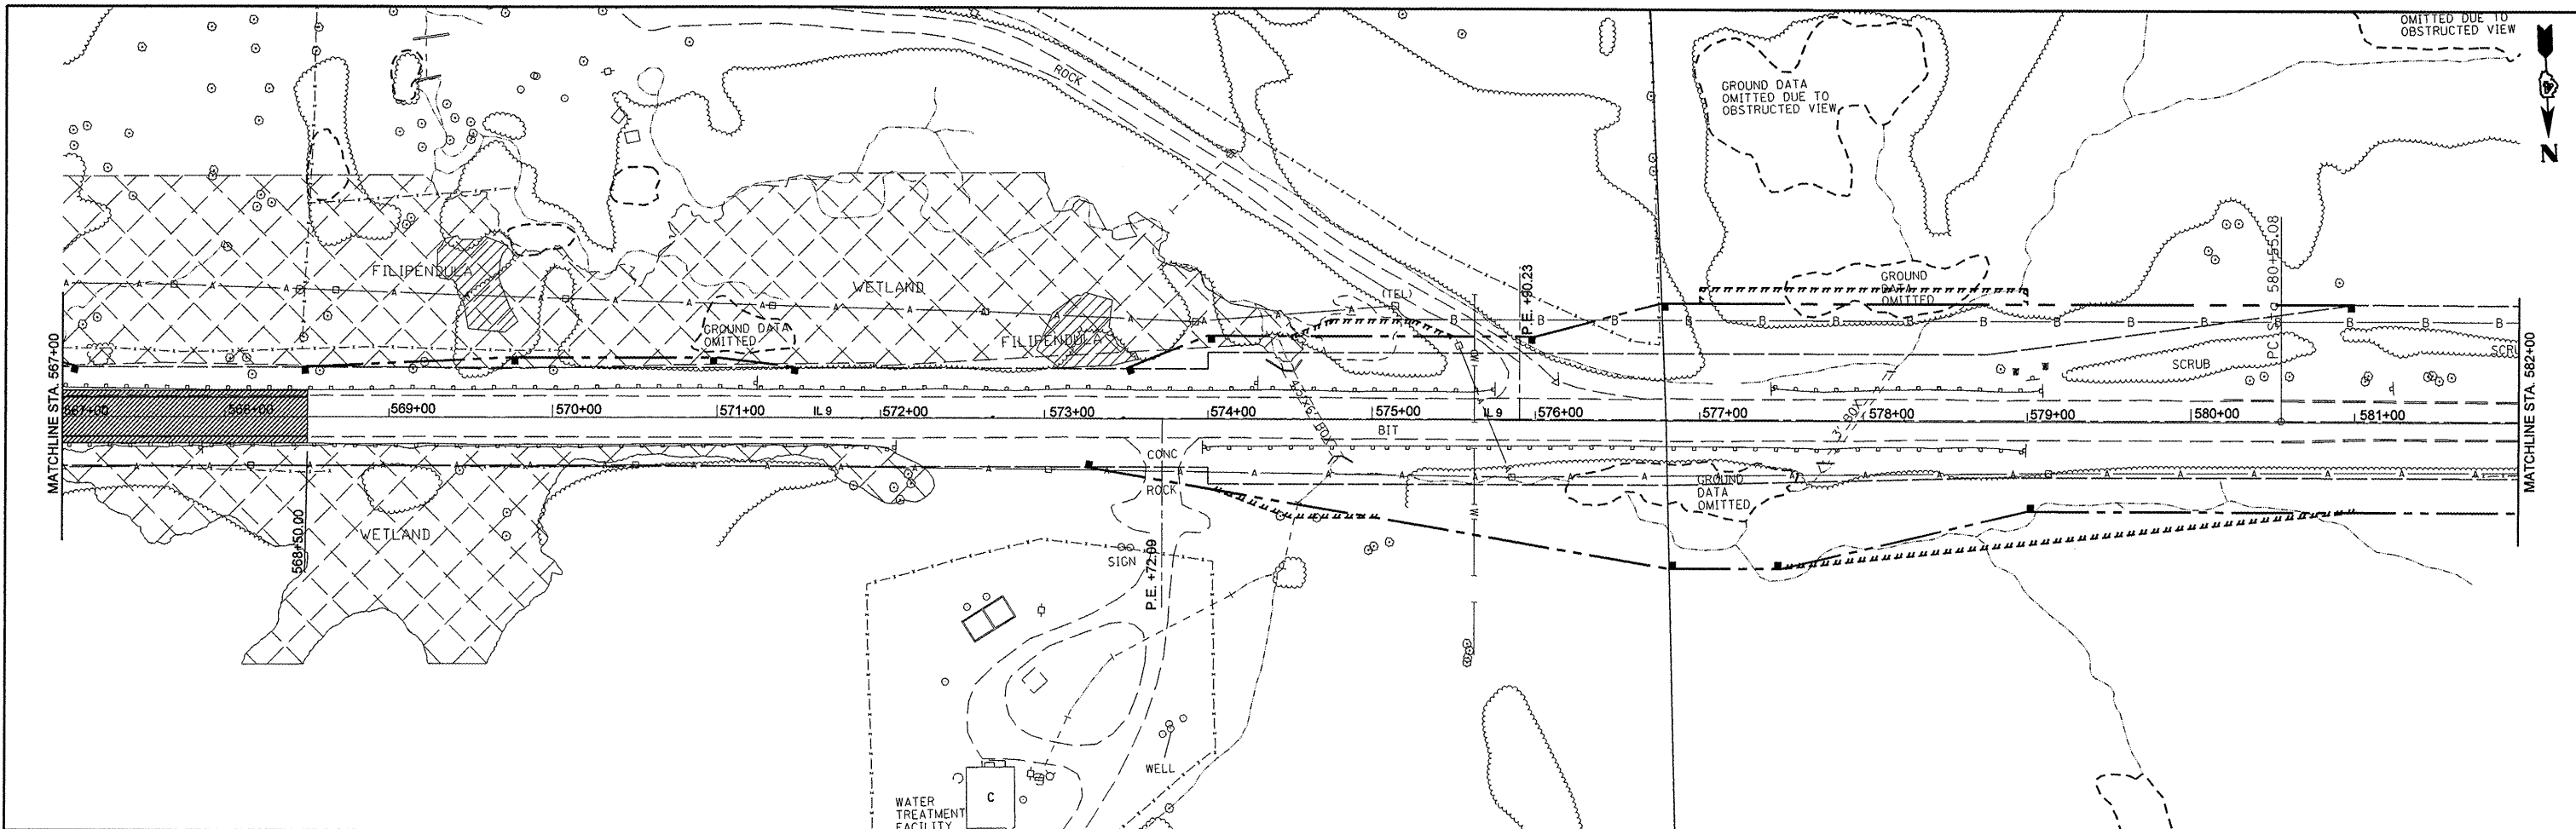 OMITTED DUE TO
OBSTRUCTED VIEW
ROCK
GROUND DATA
OMITTED DUE TO
OBSTRUCTED VIEW
N
FILIPENDULA
WETLAND
GROUND DATA
OMITTED
FILIPENDULA
(TEL)
P.E. +90.23
GROUND
DATA
OMITTED
P.C. S.C. 580+55.08
SCRUB
SCRU
MATCHLINE STA. 567+00
MATCHLINE STA. 582+00
A A A A A A A A A A A A A A A A A A
B B B B B B B B B B B B B B B
567+00 568+00 569+00 570+00 571+00 IL 9 572+00 573+00 574+00 575+00 IL 9 576+00 577+00 578+00 579+00 580+00 581+00
BIT
3' BOX
CONC
ROCK
GROUND
DATA
OMITTED
WETLAND
568+50.00
SIGN
P.E. +72.09
WELL
C
WATER
TREATMENT
FACILITY